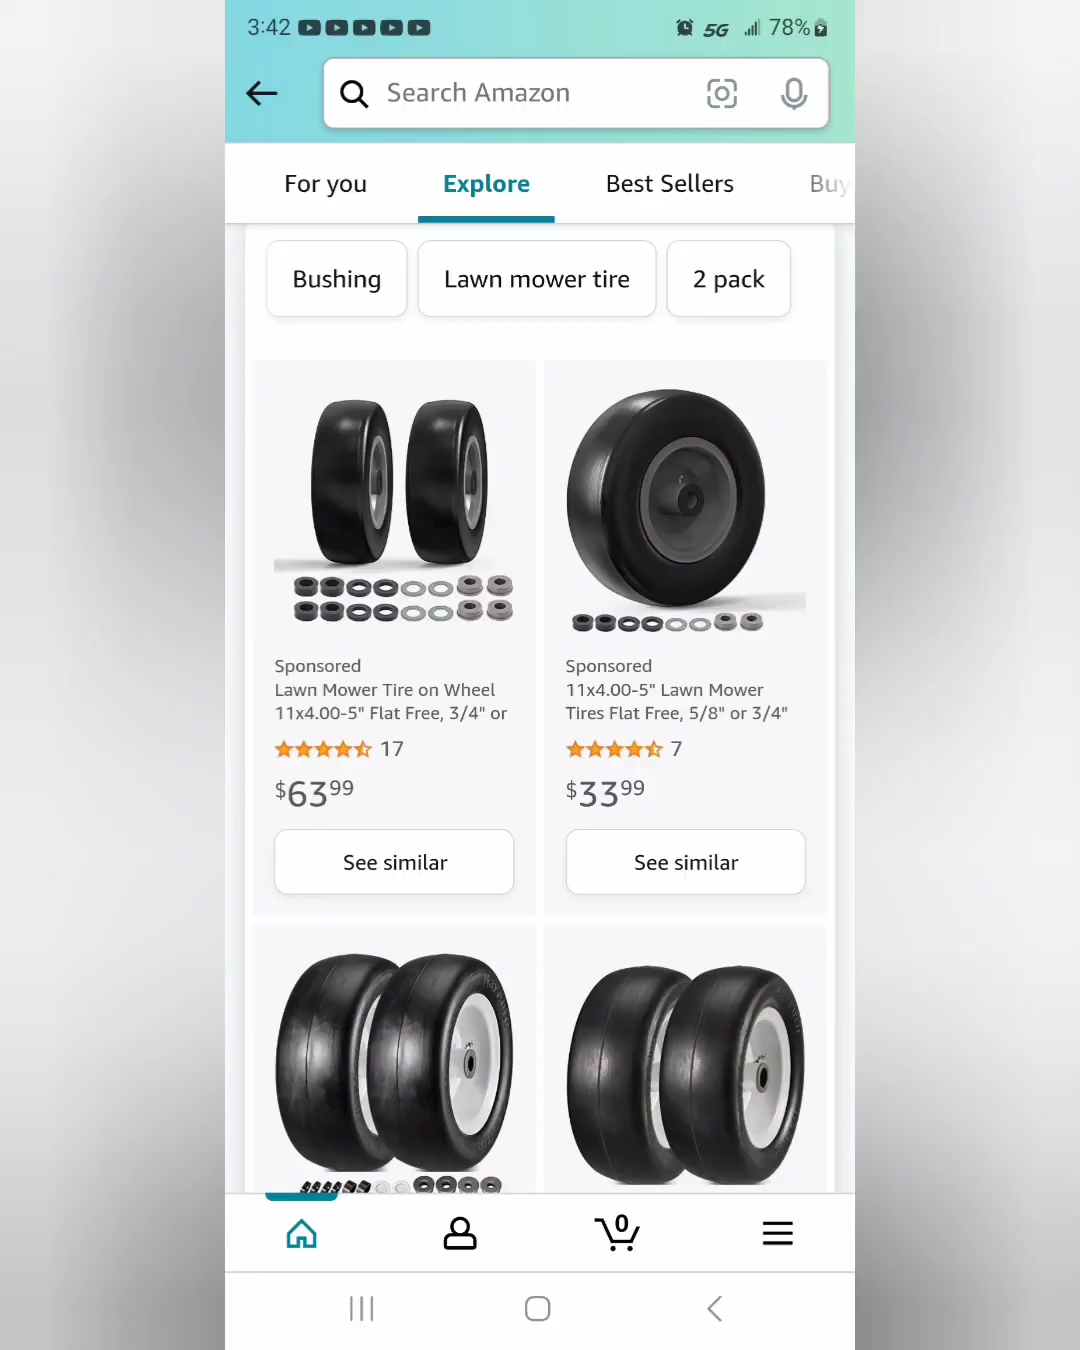 3:42
5G
78%
Search Amazon
For you
Explore
Best Sellers
Buy
Bushing
Lawn mower tire
2 pack
Sponsored
Lawn Mower Tire on Wheel
11x4.00-5" Flat Free, 3/4" or
17
$63.99
See similar
Sponsored
11x4.00-5" Lawn Mower
Tires Flat Free, 5/8" or 3/4"
7
$33.99
See similar
0